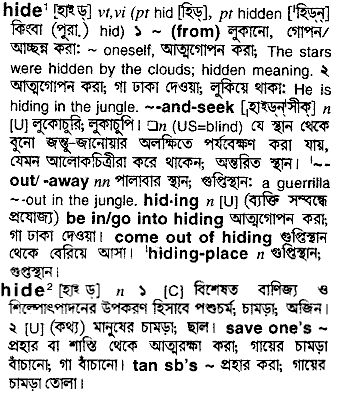 hide¹ [হাইড্] vt,vi (pt hid [হিড্], pt hidden [ˈহিড্‌ন্]
কিংবা (পুরা.) hid) ১ ~ (from) লুকানো, গোপন/
আচ্ছন্ন করা: ~ oneself, আত্মগোপন করা; The stars
were hidden by the clouds; hidden meaning. ২
আত্মগোপন করা; গা ঢাকা দেওয়া; লুকিয়ে থাকা: He is
hiding in the jungle. ~~and-seek [ˌহাইড্‌ন্‌ˈসীক্] n
[U] লুকোচুরি; লুকাচুপি। □n (US=blind) যে স্থান থেকে
বুনো জন্তু-জানোয়ার অলক্ষিতে পর্যবেক্ষণ করা যায়,
যেমন আলোকচিত্রীরা করে থাকেন; অন্তরিত স্থান। ˈ~-
out/ -away nn পালাবার স্থান; গুপ্তিস্থান: a guerrilla
~-out in the jungle. hid·ing n [U] (ব্যক্তি সম্বন্ধে
প্রযোজ্য) be in/go into hiding আত্মগোপন করা;
গা ঢাকা দেওয়া। come out of hiding গুপ্তিস্থান
থেকে বেরিয়ে আসা। ˈhiding-place n গুপ্তিস্থান;
গুপ্তস্থান।
hide² [হাইড্] n ১ [C] বিশেষত বাণিজ্য ও
শিল্পোৎপাদনের উপকরণ হিসাবে পশুচর্ম; চামড়া, অজিন।
২ [U] (কথ্য) মানুষের চামড়া; ছাল। save one's ~
প্রহার বা শাস্তি থেকে আত্মরক্ষা করা; গায়ের চামড়া
বাঁচানো; গা বাঁচানো। tan sb's ~ প্রহার করা; গায়ের
চামড়া তোলা।